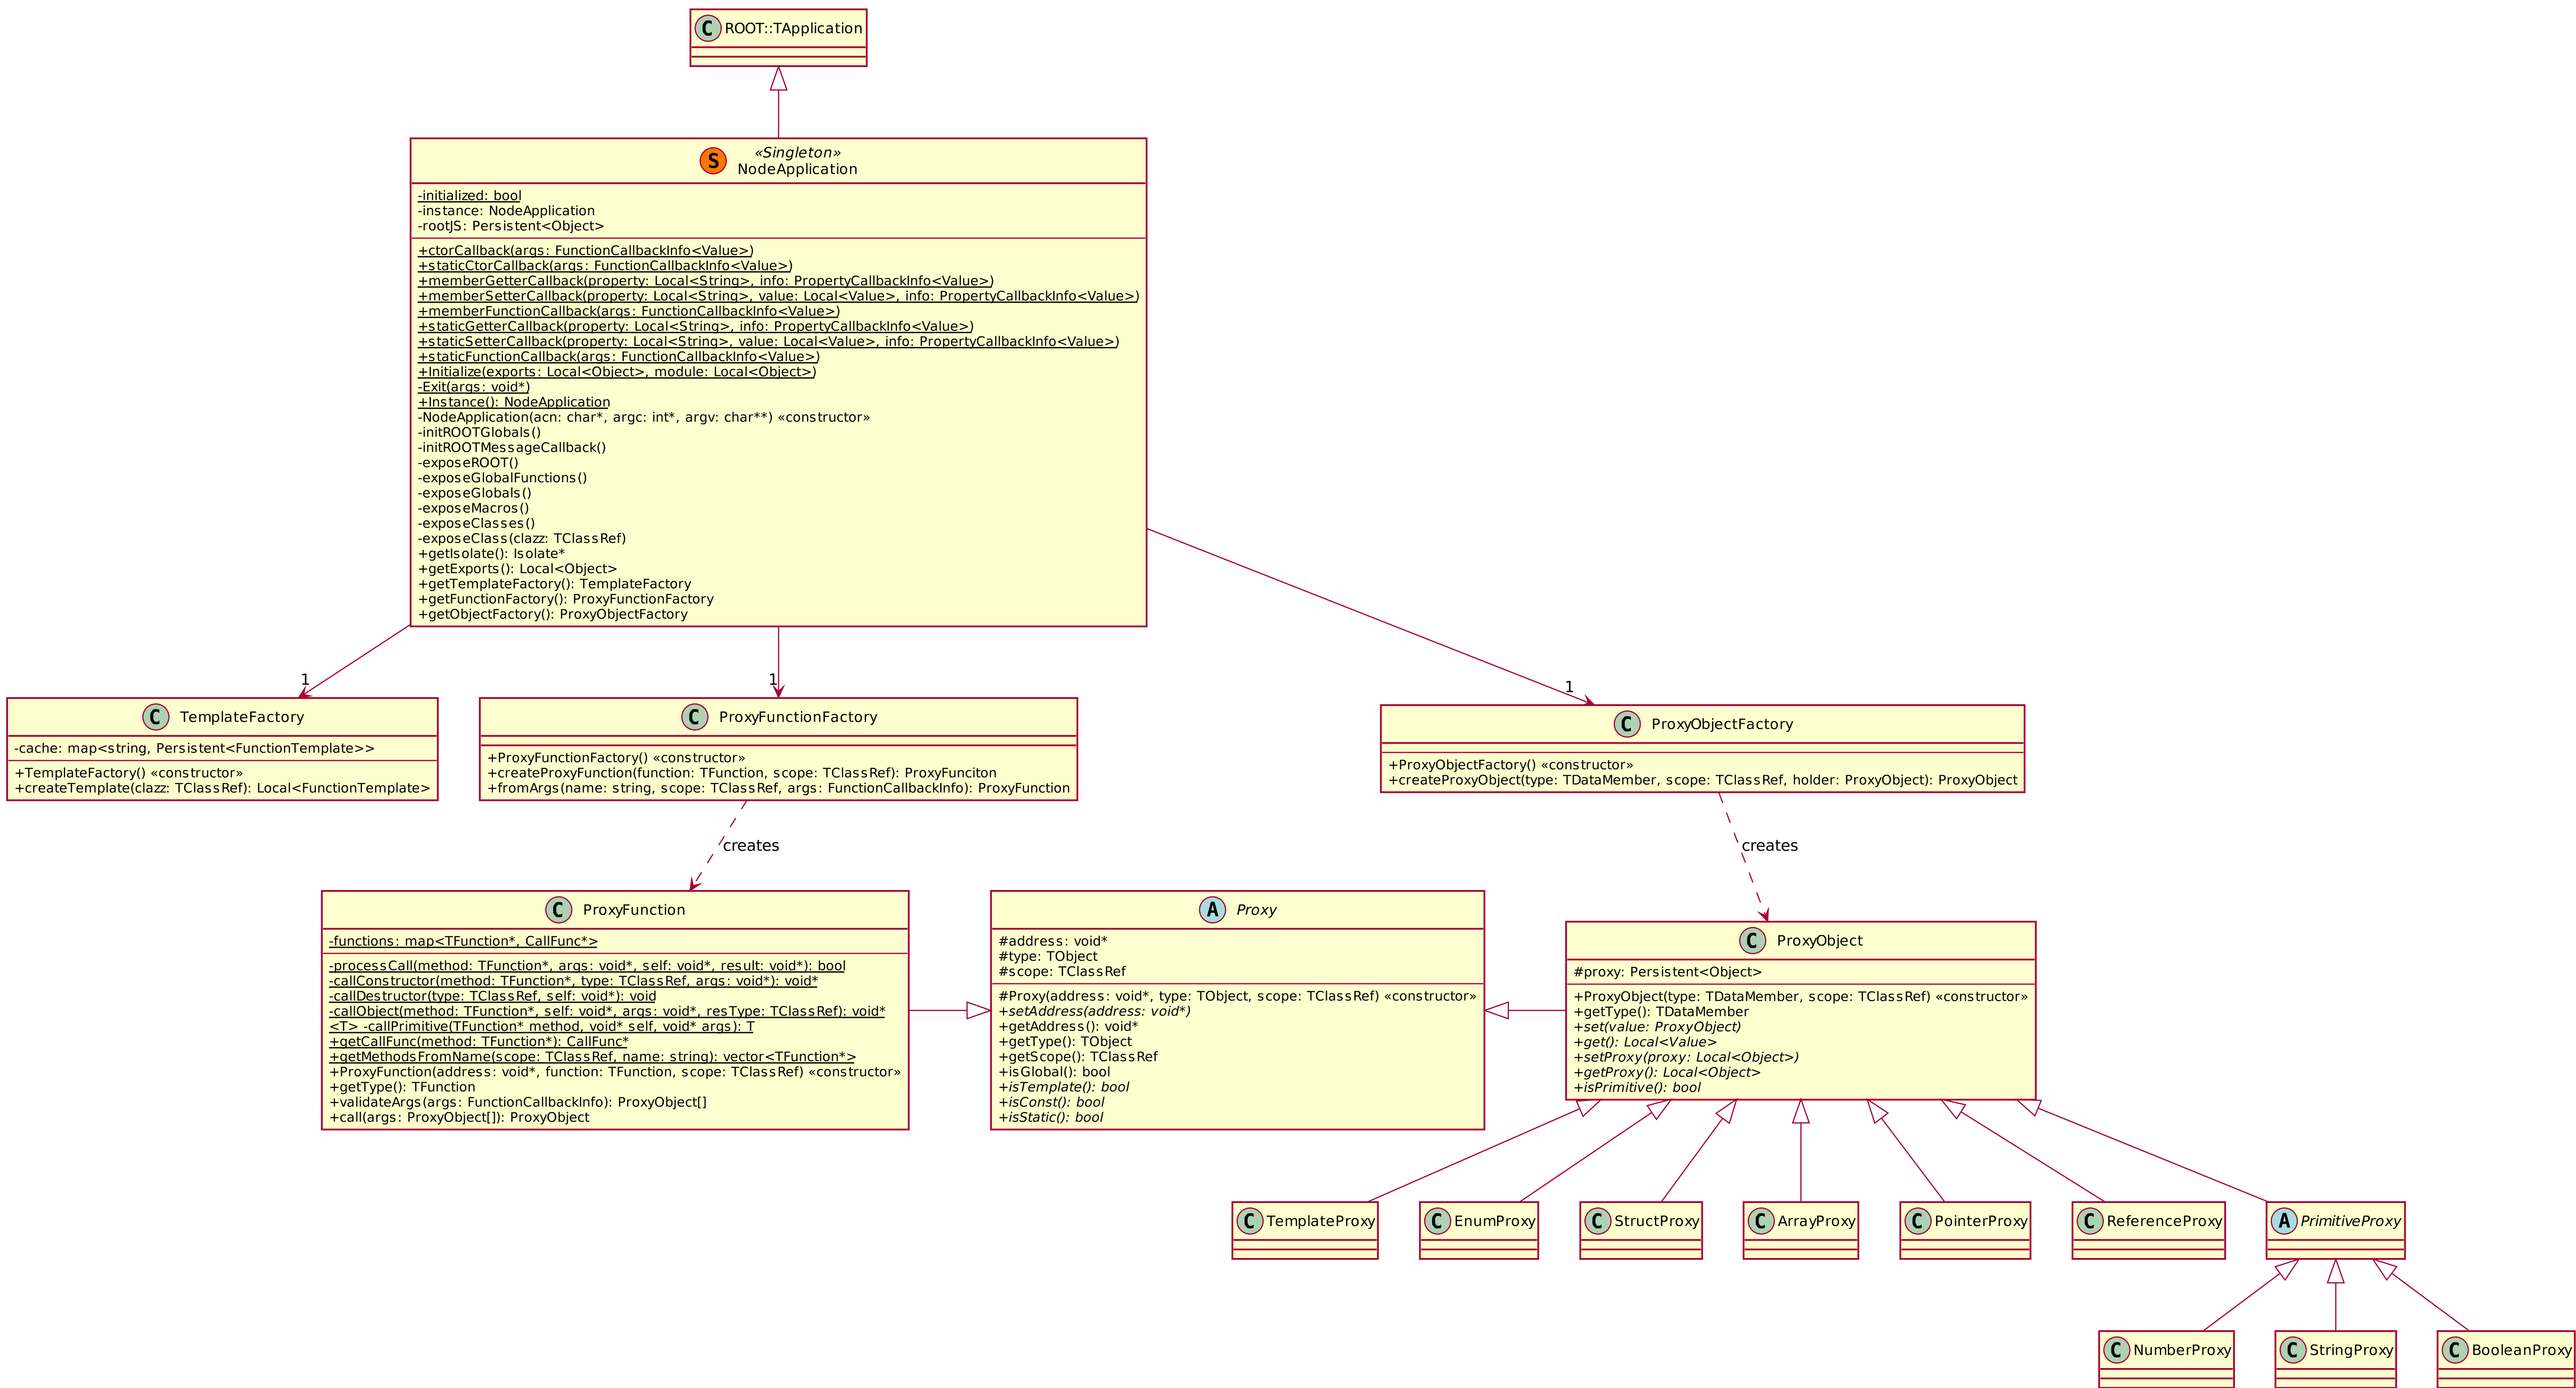 C ROOT::TApplication
S «Singleton»
NodeApplication
-initialized: bool
-instance: NodeApplication
-rootJS: Persistent<Object>
+ctorCallback(args: FunctionCallbackInfo<Value>)
+staticCtorCallback(args: FunctionCallbackInfo<Value>)
+memberGetterCallback(property: Local<String>, info: PropertyCallbackInfo<Value>)
+memberSetterCallback(property: Local<String>, value: Local<Value>, info: PropertyCallbackInfo<Value>)
+memberFunctionCallback(args: FunctionCallbackInfo<Value>)
+staticGetterCallback(property: Local<String>, info: PropertyCallbackInfo<Value>)
+staticSetterCallback(property: Local<String>, value: Local<Value>, info: PropertyCallbackInfo<Value>)
+staticFunctionCallback(args: FunctionCallbackInfo<Value>)
+Initialize(exports: Local<Object>, module: Local<Object>)
-Exit(args: void*)
+Instance(): NodeApplication
-NodeApplication(acn: char*, argc: int*, argv: char**) «constructor»
-initROOTGlobals()
-initROOTMessageCallback()
-exposeROOT()
-exposeGlobalFunctions()
-exposeGlobals()
-exposeMacros()
-exposeClasses()
-exposeClass(clazz: TClassRef)
+getIsolate(): Isolate*
+getExports(): Local<Object>
+getTemplateFactory(): TemplateFactory
+getFunctionFactory(): ProxyFunctionFactory
+getObjectFactory(): ProxyObjectFactory
1
1
1
C TemplateFactory
-cache: map<string, Persistent<FunctionTemplate>>
+TemplateFactory() «constructor»
+createTemplate(clazz: TClassRef): Local<FunctionTemplate>
C ProxyFunctionFactory
+ProxyFunctionFactory() «constructor»
+createProxyFunction(function: TFunction, scope: TClassRef): ProxyFunciton
+fromArgs(name: string, scope: TClassRef, args: FunctionCallbackInfo): ProxyFunction
C ProxyObjectFactory
+ProxyObjectFactory() «constructor»
+createProxyObject(type: TDataMember, scope: TClassRef, holder: ProxyObject): ProxyObject
creates
creates
C ProxyFunction
-functions: map<TFunction*, CallFunc*>
-processCall(method: TFunction*, args: void*, self: void*, result: void*): bool
-callConstructor(method: TFunction*, type: TClassRef, args: void*): void*
-callDestructor(type: TClassRef, self: void*): void
-callObject(method: TFunction*, self: void*, args: void*, resType: TClassRef): void*
<T> -callPrimitive(TFunction* method, void* self, void* args): T
+getCallFunc(method: TFunction*): CallFunc*
+getMethodsFromName(scope: TClassRef, name: string): vector<TFunction*>
+ProxyFunction(address: void*, function: TFunction, scope: TClassRef) «constructor»
+getType(): TFunction
+validateArgs(args: FunctionCallbackInfo): ProxyObject[]
+call(args: ProxyObject[]): ProxyObject
A Proxy
#address: void*
#type: TObject
#scope: TClassRef
#Proxy(address: void*, type: TObject, scope: TClassRef) «constructor»
+setAddress(address: void*)
+getAddress(): void*
+getType(): TObject
+getScope(): TClassRef
+isGlobal(): bool
+isTemplate(): bool
+isConst(): bool
+isStatic(): bool
C ProxyObject
#proxy: Persistent<Object>
+ProxyObject(type: TDataMember, scope: TClassRef) «constructor»
+getType(): TDataMember
+set(value: ProxyObject)
+get(): Local<Value>
+setProxy(proxy: Local<Object>)
+getProxy(): Local<Object>
+isPrimitive(): bool
C TemplateProxy
C EnumProxy
C StructProxy
C ArrayProxy
C PointerProxy
C ReferenceProxy
A PrimitiveProxy
C NumberProxy
C StringProxy
C BooleanProxy